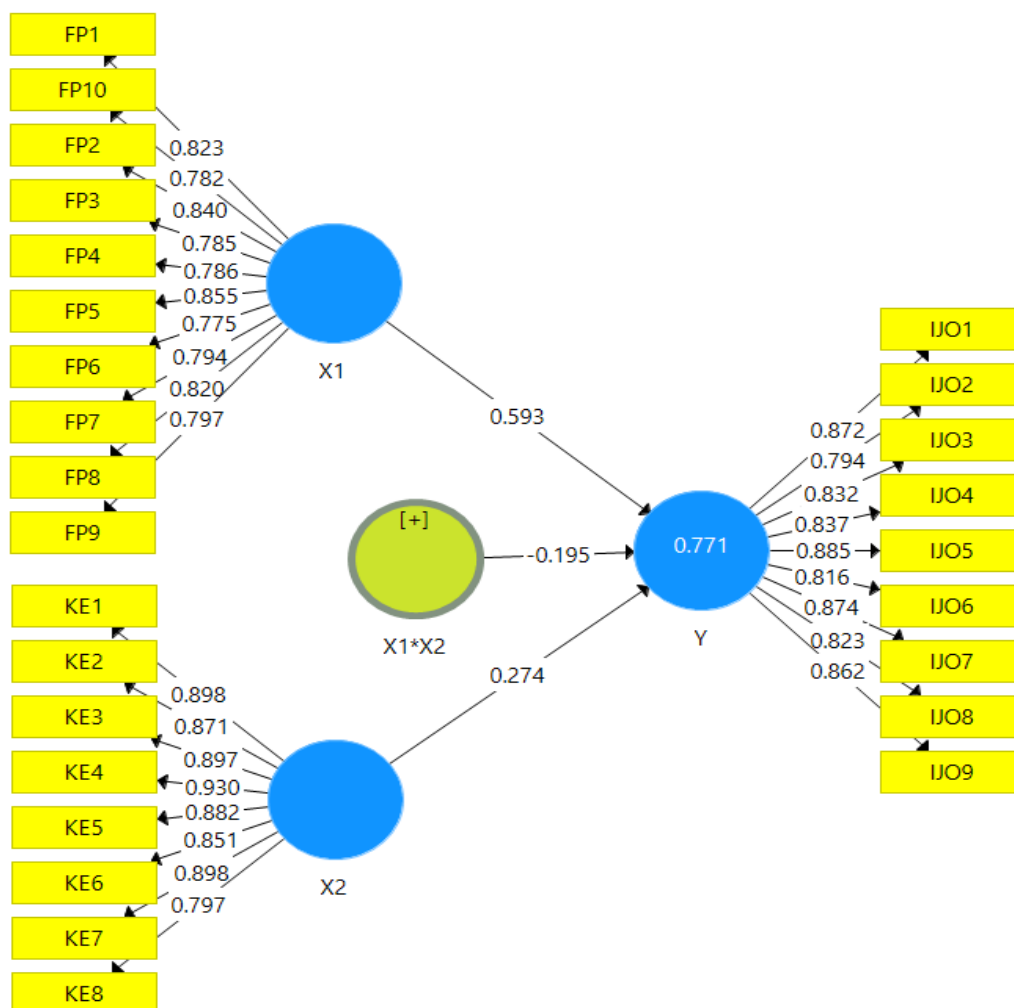 FP1
FP10
FP2
FP3
FP4
FP5
FP6
FP7
FP8
FP9
0.823
0.782
0.840
0.785
0.786
0.855
0.775
0.794
0.820
0.797
X1
0.593
[+]
X1*X2
-0.195
0.771
Y
0.274
KE1
KE2
KE3
KE4
KE5
KE6
KE7
KE8
0.898
0.871
0.897
0.930
0.882
0.851
0.898
0.797
X2
0.872
0.794
0.832
0.837
0.885
0.816
0.874
0.823
0.862
IJO1
IJO2
IJO3
IJO4
IJO5
IJO6
IJO7
IJO8
IJO9